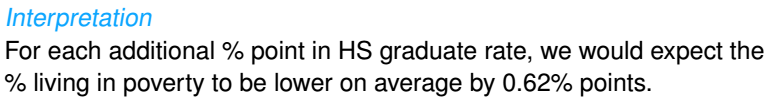 Interpretation
For each additional % point in HS graduate rate, we would expect the
% living in poverty to be lower on average by 0.62% points.